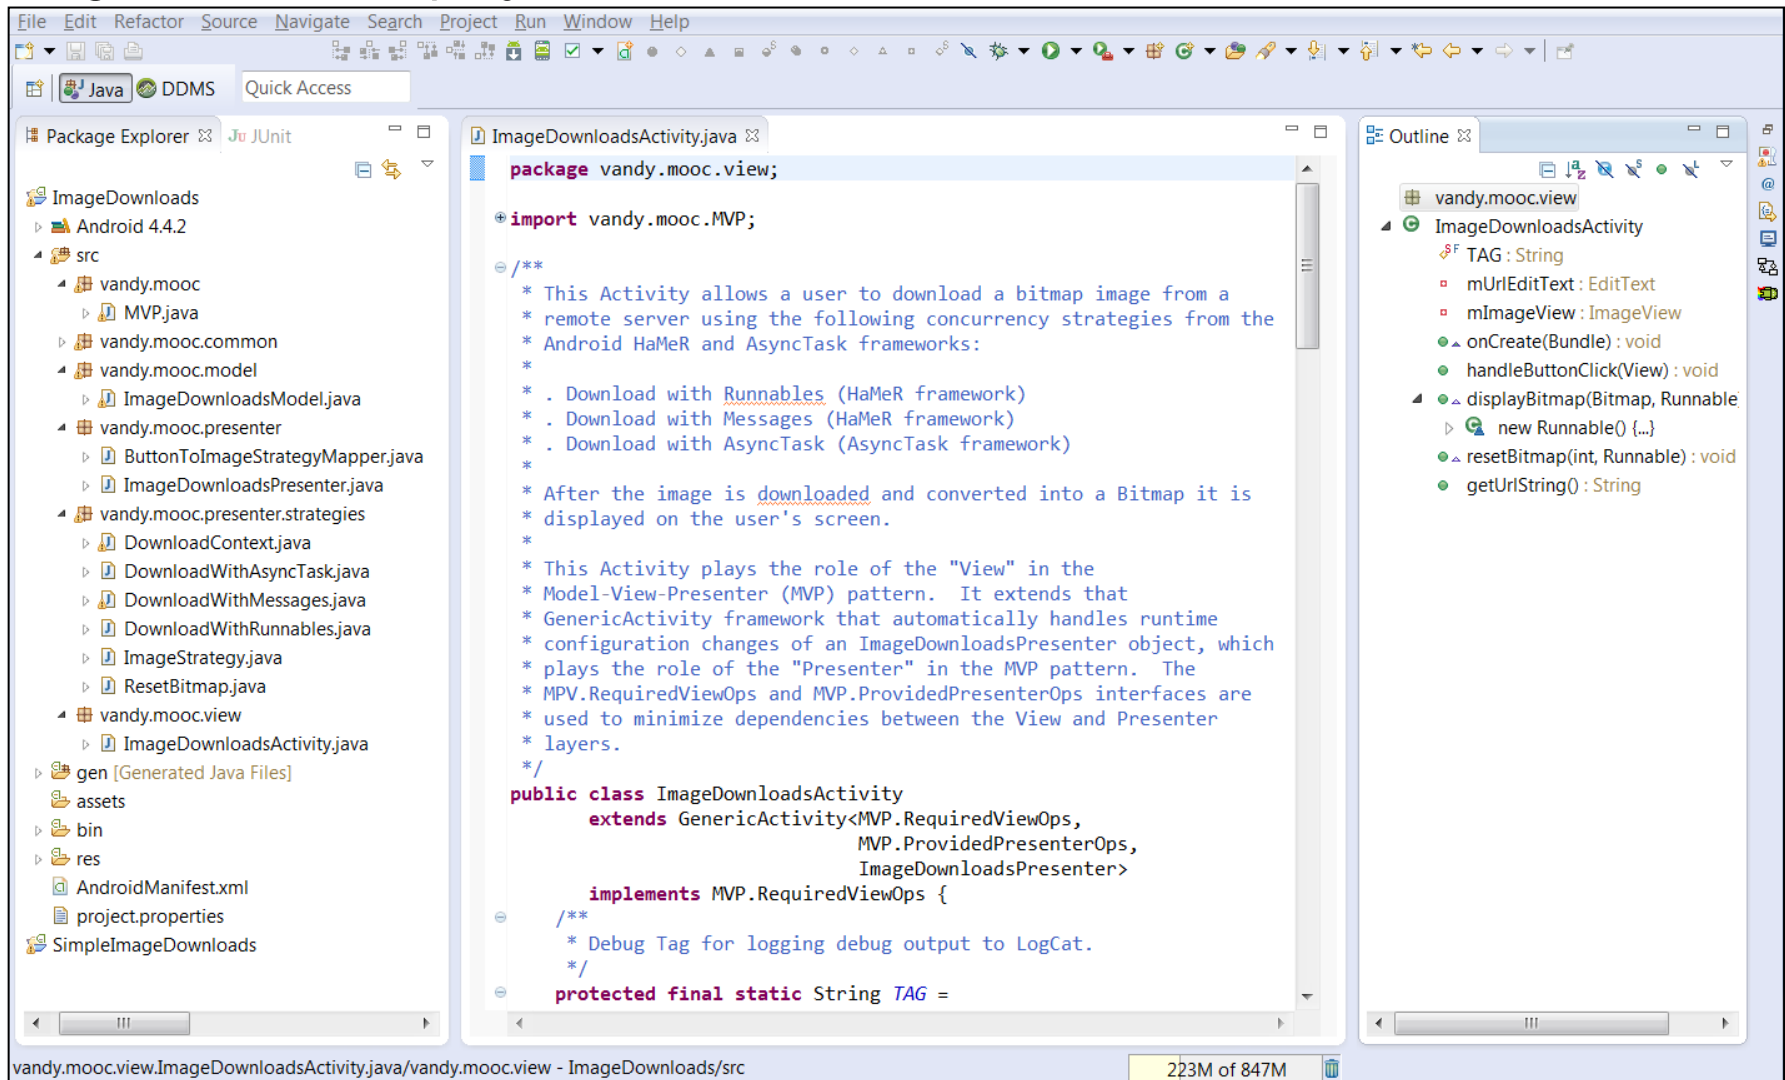 File Edit Refactor Source Navigate Search Project Run Window Help
Java DDMS Quick Access
Package Explorer JUnit
ImageDownloads
Android 4.4.2
src
vandy.mooc
MVP.java
vandy.mooc.common
vandy.mooc.model
ImageDownloadsModel.java
vandy.mooc.presenter
ButtonToImageStrategyMapper.java
ImageDownloadsPresenter.java
vandy.mooc.presenter.strategies
DownloadContext.java
DownloadWithAsyncTask.java
DownloadWithMessages.java
DownloadWithRunnables.java
ImageStrategy.java
ResetBitmap.java
vandy.mooc.view
ImageDownloadsActivity.java
gen [Generated Java Files]
assets
bin
res
AndroidManifest.xml
project.properties
SimpleImageDownloads
ImageDownloadsActivity.java
package vandy.mooc.view;
import vandy.mooc.MVP;
/**
* This Activity allows a user to download a bitmap image from a
* remote server using the following concurrency strategies from the
* Android HaMeR and AsyncTask frameworks:
*
* . Download with Runnables (HaMeR framework)
* . Download with Messages (HaMeR framework)
* . Download with AsyncTask (AsyncTask framework)
*
* After the image is downloaded and converted into a Bitmap it is
* displayed on the user's screen.
*
* This Activity plays the role of the "View" in the
* Model-View-Presenter (MVP) pattern.  It extends that
* GenericActivity framework that automatically handles runtime
* configuration changes of an ImageDownloadsPresenter object, which
* plays the role of the "Presenter" in the MVP pattern.  The
* MPV.RequiredViewOps and MVP.ProvidedPresenterOps interfaces are
* used to minimize dependencies between the View and Presenter
* layers.
*/
public class ImageDownloadsActivity
extends GenericActivity<MVP.RequiredViewOps,
MVP.ProvidedPresenterOps,
ImageDownloadsPresenter>
implements MVP.RequiredViewOps {
/**
* Debug Tag for logging debug output to LogCat.
*/
protected final static String TAG =
Outline
vandy.mooc.view
ImageDownloadsActivity
TAG : String
mUrlEditText : EditText
mImageView : ImageView
onCreate(Bundle) : void
handleButtonClick(View) : void
displayBitmap(Bitmap, Runnable
new Runnable() {...}
resetBitmap(int, Runnable) : void
getUrlString() : String
vandy.mooc.view.ImageDownloadsActivity.java/vandy.mooc.view - ImageDownloads/src
223M of 847M